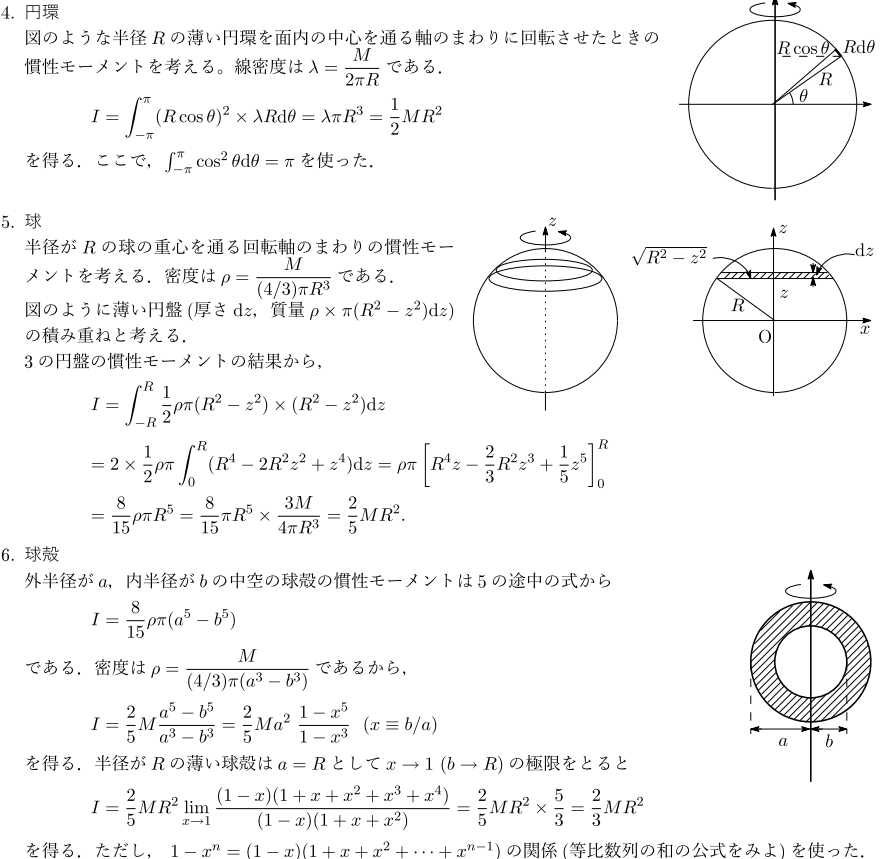 4. 円環
図のような半径 R の薄い円環を面内の中心を通る軸のまわりに回転させたときの
慣性モーメントを考える。線密度は λ = M/(2πR) である．
I = ∫_{−π}^{π} (R cos θ)² × λRdθ = λπR³ = 1/2 MR²
を得る．ここで，∫_{−π}^{π} cos² θdθ = π を使った．
R cos θ
Rdθ
R
θ
5. 球
半径が R の球の重心を通る回転軸のまわりの慣性モー
メントを考える．密度は ρ = M/((4/3)πR³) である．
図のように薄い円盤 (厚さ dz，質量 ρ × π(R² − z²)dz)
の積み重ねと考える．
3 の円盤の慣性モーメントの結果から，
I = ∫_{−R}^{R} 1/2 ρπ(R² − z²) × (R² − z²)dz
= 2 × 1/2 ρπ ∫_{0}^{R} (R⁴ − 2R²z² + z⁴)dz = ρπ [R⁴z − 2/3 R²z³ + 1/5 z⁵]_{0}^{R}
= 8/15 ρπR⁵ = 8/15 πR⁵ × 3M/(4πR³) = 2/5 MR².
z
z
√(R² − z²)
dz
z
R
O
x
6. 球殻
外半径が a，内半径が b の中空の球殻の慣性モーメントは 5 の途中の式から
I = 8/15 ρπ(a⁵ − b⁵)
である．密度は ρ = M/((4/3)π(a³ − b³)) であるから，
I = 2/5 M (a⁵ − b⁵)/(a³ − b³) = 2/5 Ma² (1 − x⁵)/(1 − x³) (x ≡ b/a)
を得る．半径が R の薄い球殻は a = R として x → 1 (b → R) の極限をとると
I = 2/5 MR² lim_{x→1} (1 − x)(1 + x + x² + x³ + x⁴)/((1 − x)(1 + x + x²)) = 2/5 MR² × 5/3 = 2/3 MR²
を得る．ただし， 1 − xⁿ = (1 − x)(1 + x + x² + · · · + xⁿ⁻¹) の関係 (等比数列の和の公式をみよ) を使った．
a
b